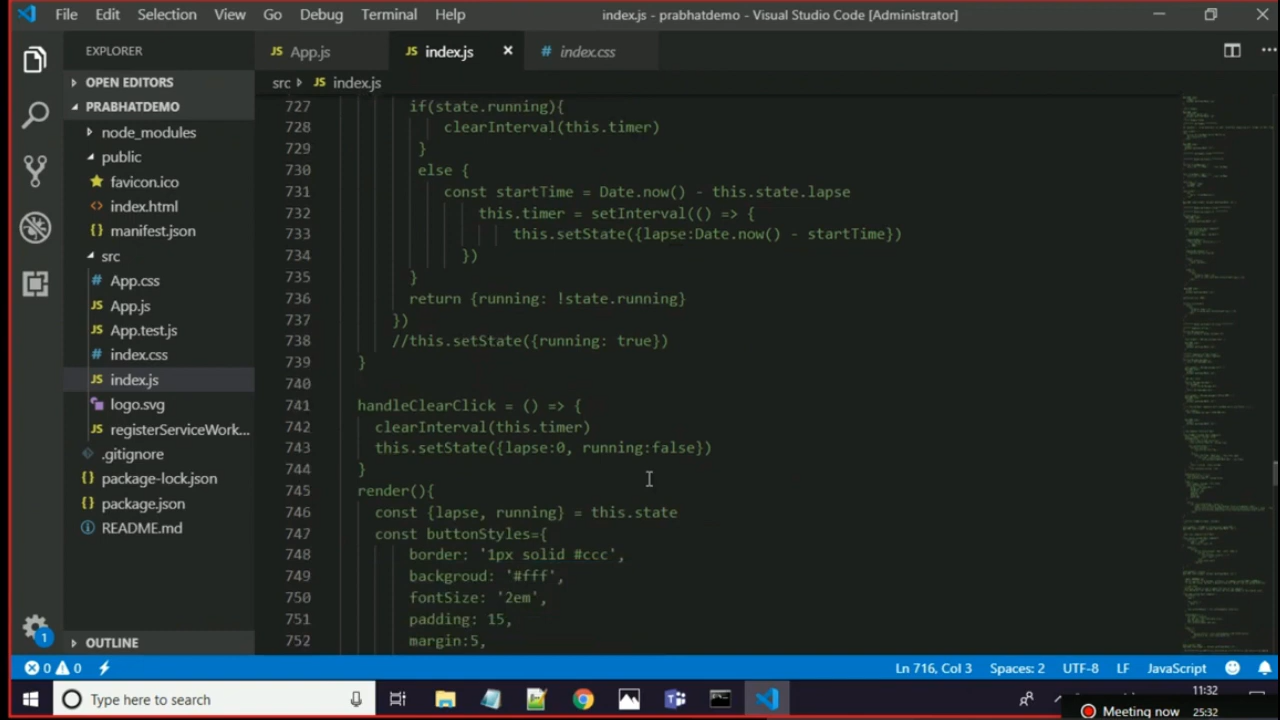 File Edit Selection View Go Debug Terminal Help index.js - prabhatdemo - Visual Studio Code [Administrator]
EXPLORER
OPEN EDITORS
PRABHATDEMO
node_modules
public
favicon.ico
index.html
manifest.json
src
App.css
App.js
App.test.js
index.css
index.js
logo.svg
registerServiceWork...
.gitignore
package-lock.json
package.json
README.md
OUTLINE
JS App.js JS index.js # index.css
src JS index.js
727 if(state.running){
728 clearInterval(this.timer)
729 }
730 else {
731 const startTime = Date.now() - this.state.lapse
732 this.timer = setInterval(() => {
733 this.setState({lapse:Date.now() - startTime})
734 })
735 }
736 return {running: !state.running}
737 })
738 //this.setState({running: true})
739 }
740
741 handleClearClick = () => {
742 clearInterval(this.timer)
743 this.setState({lapse:0, running:false})
744 }
745 render(){
746 const {lapse, running} = this.state
747 const buttonStyles={
748 border: '1px solid #ccc',
749 backgroud: '#fff',
750 fontSize: '2em',
751 padding: 15,
752 margin:5,
1
0 0 Ln 716, Col 3 Spaces: 2 UTF-8 LF JavaScript
Type here to search 11:32
Meeting now 25:32